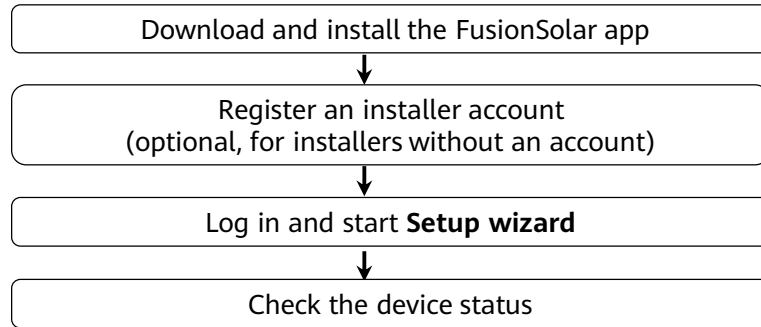 Download and install the FusionSolar app
Register an installer account
(optional, for installers without an account)
Log in and start Setup wizard
Check the device status